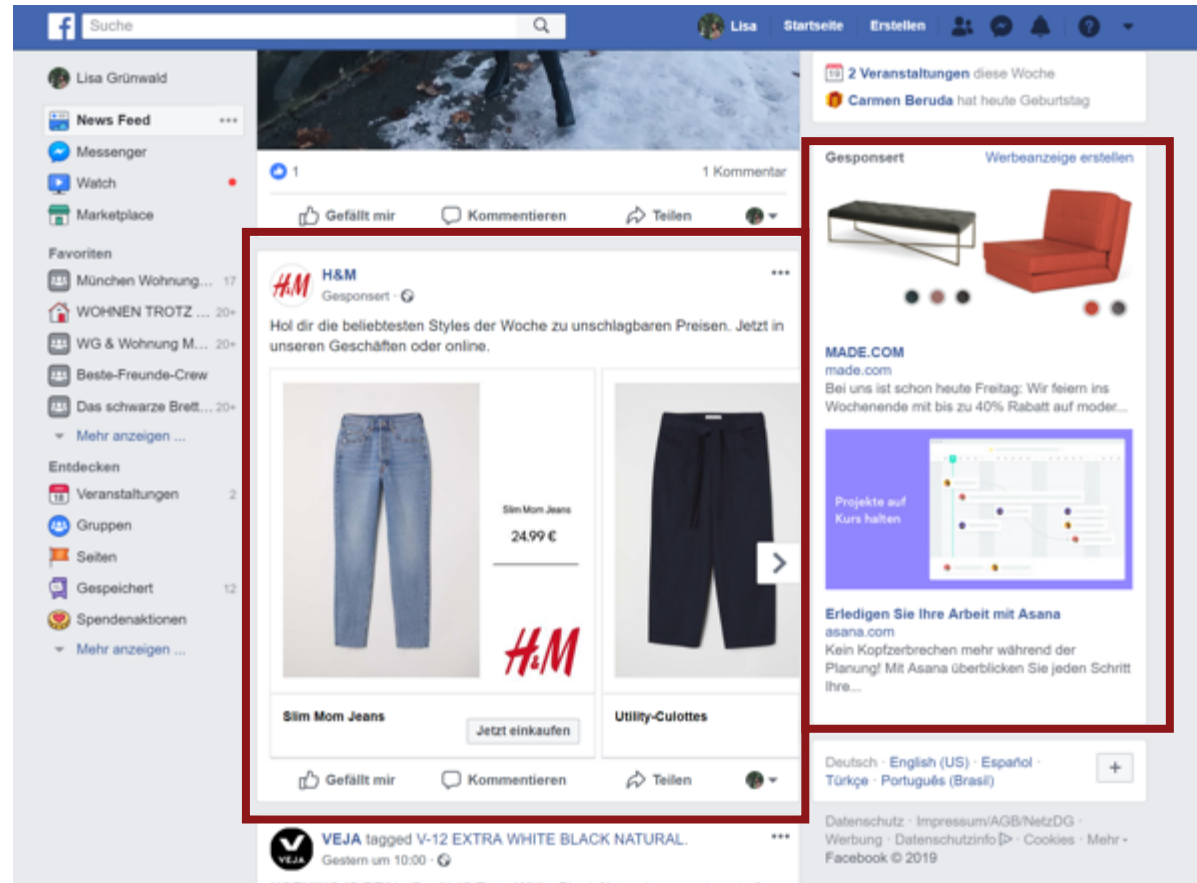 f
Suche
Lisa
Startseite
Erstellen
Lisa Grünwald
News Feed
Messenger
Watch
Marketplace
Favoriten
München Wohnung... 17
WOHNEN TROTZ ... 20+
WG & Wohnung M... 20+
Beste-Freunde-Crew
Das schwarze Brett... 20+
Mehr anzeigen ...
Entdecken
Veranstaltungen 2
Gruppen
Seiten
Gespeichert 12
Spendenaktionen
Mehr anzeigen ...
1
1 Kommentar
Gefällt mir
Kommentieren
Teilen
H&M
H&M
Gesponsert ·
Hol dir die beliebtesten Styles der Woche zu unschlagbaren Preisen. Jetzt in
unseren Geschäften oder online.
Slim Mom Jeans
24.99 €
H&M
Slim Mom Jeans
Jetzt einkaufen
Utility-Culottes
Gefällt mir
Kommentieren
Teilen
VEJA
VEJA tagged V-12 EXTRA WHITE BLACK NATURAL.
Gestern um 10:00 ·
2 Veranstaltungen diese Woche
Carmen Beruda hat heute Geburtstag
Gesponsert
Werbeanzeige erstellen
MADE.COM
made.com
Bei uns ist schon heute Freitag: Wir feiern ins
Wochenende mit bis zu 40% Rabatt auf moder...
Projekte auf
Kurs halten
Erledigen Sie Ihre Arbeit mit Asana
asana.com
Kein Kopfzerbrechen mehr während der
Planung! Mit Asana überblicken Sie jeden Schritt
Ihre...
Deutsch · English (US) · Español ·
Türkçe · Português (Brasil)
Datenschutz · Impressum/AGB/NetzDG ·
Werbung · Datenschutzinfo · Cookies · Mehr
Facebook © 2019